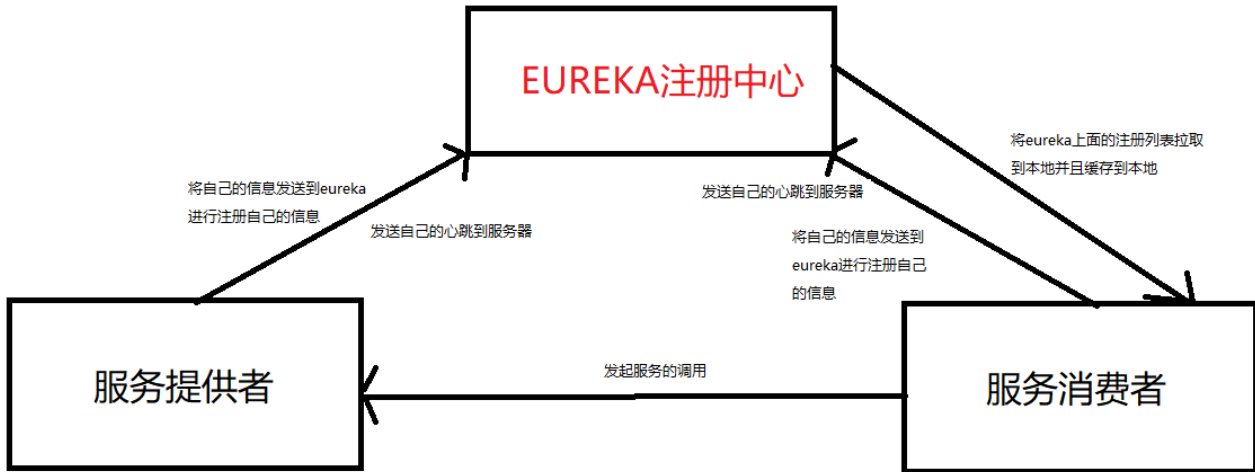 EUREKA注册中心
将eureka上面的注册列表拉取
到本地并且缓存到本地
将自己的信息发送到eureka
进行注册自己的信息
发送自己的心跳到服务器
发送自己的心跳到服务器
将自己的信息发送到
eureka进行注册自己
的信息
服务提供者
发起服务的调用
服务消费者